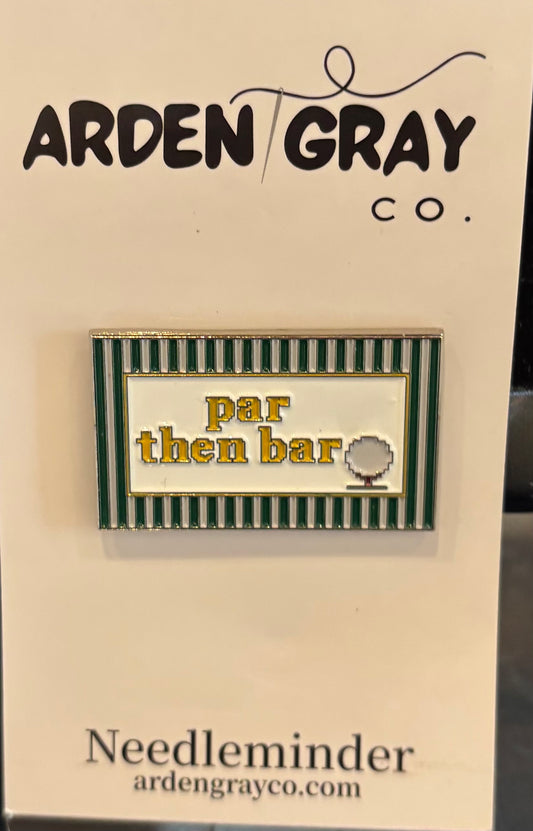 ARDEN GRAY
CO.
par
then bar
Needleminder
ardengrayco.com